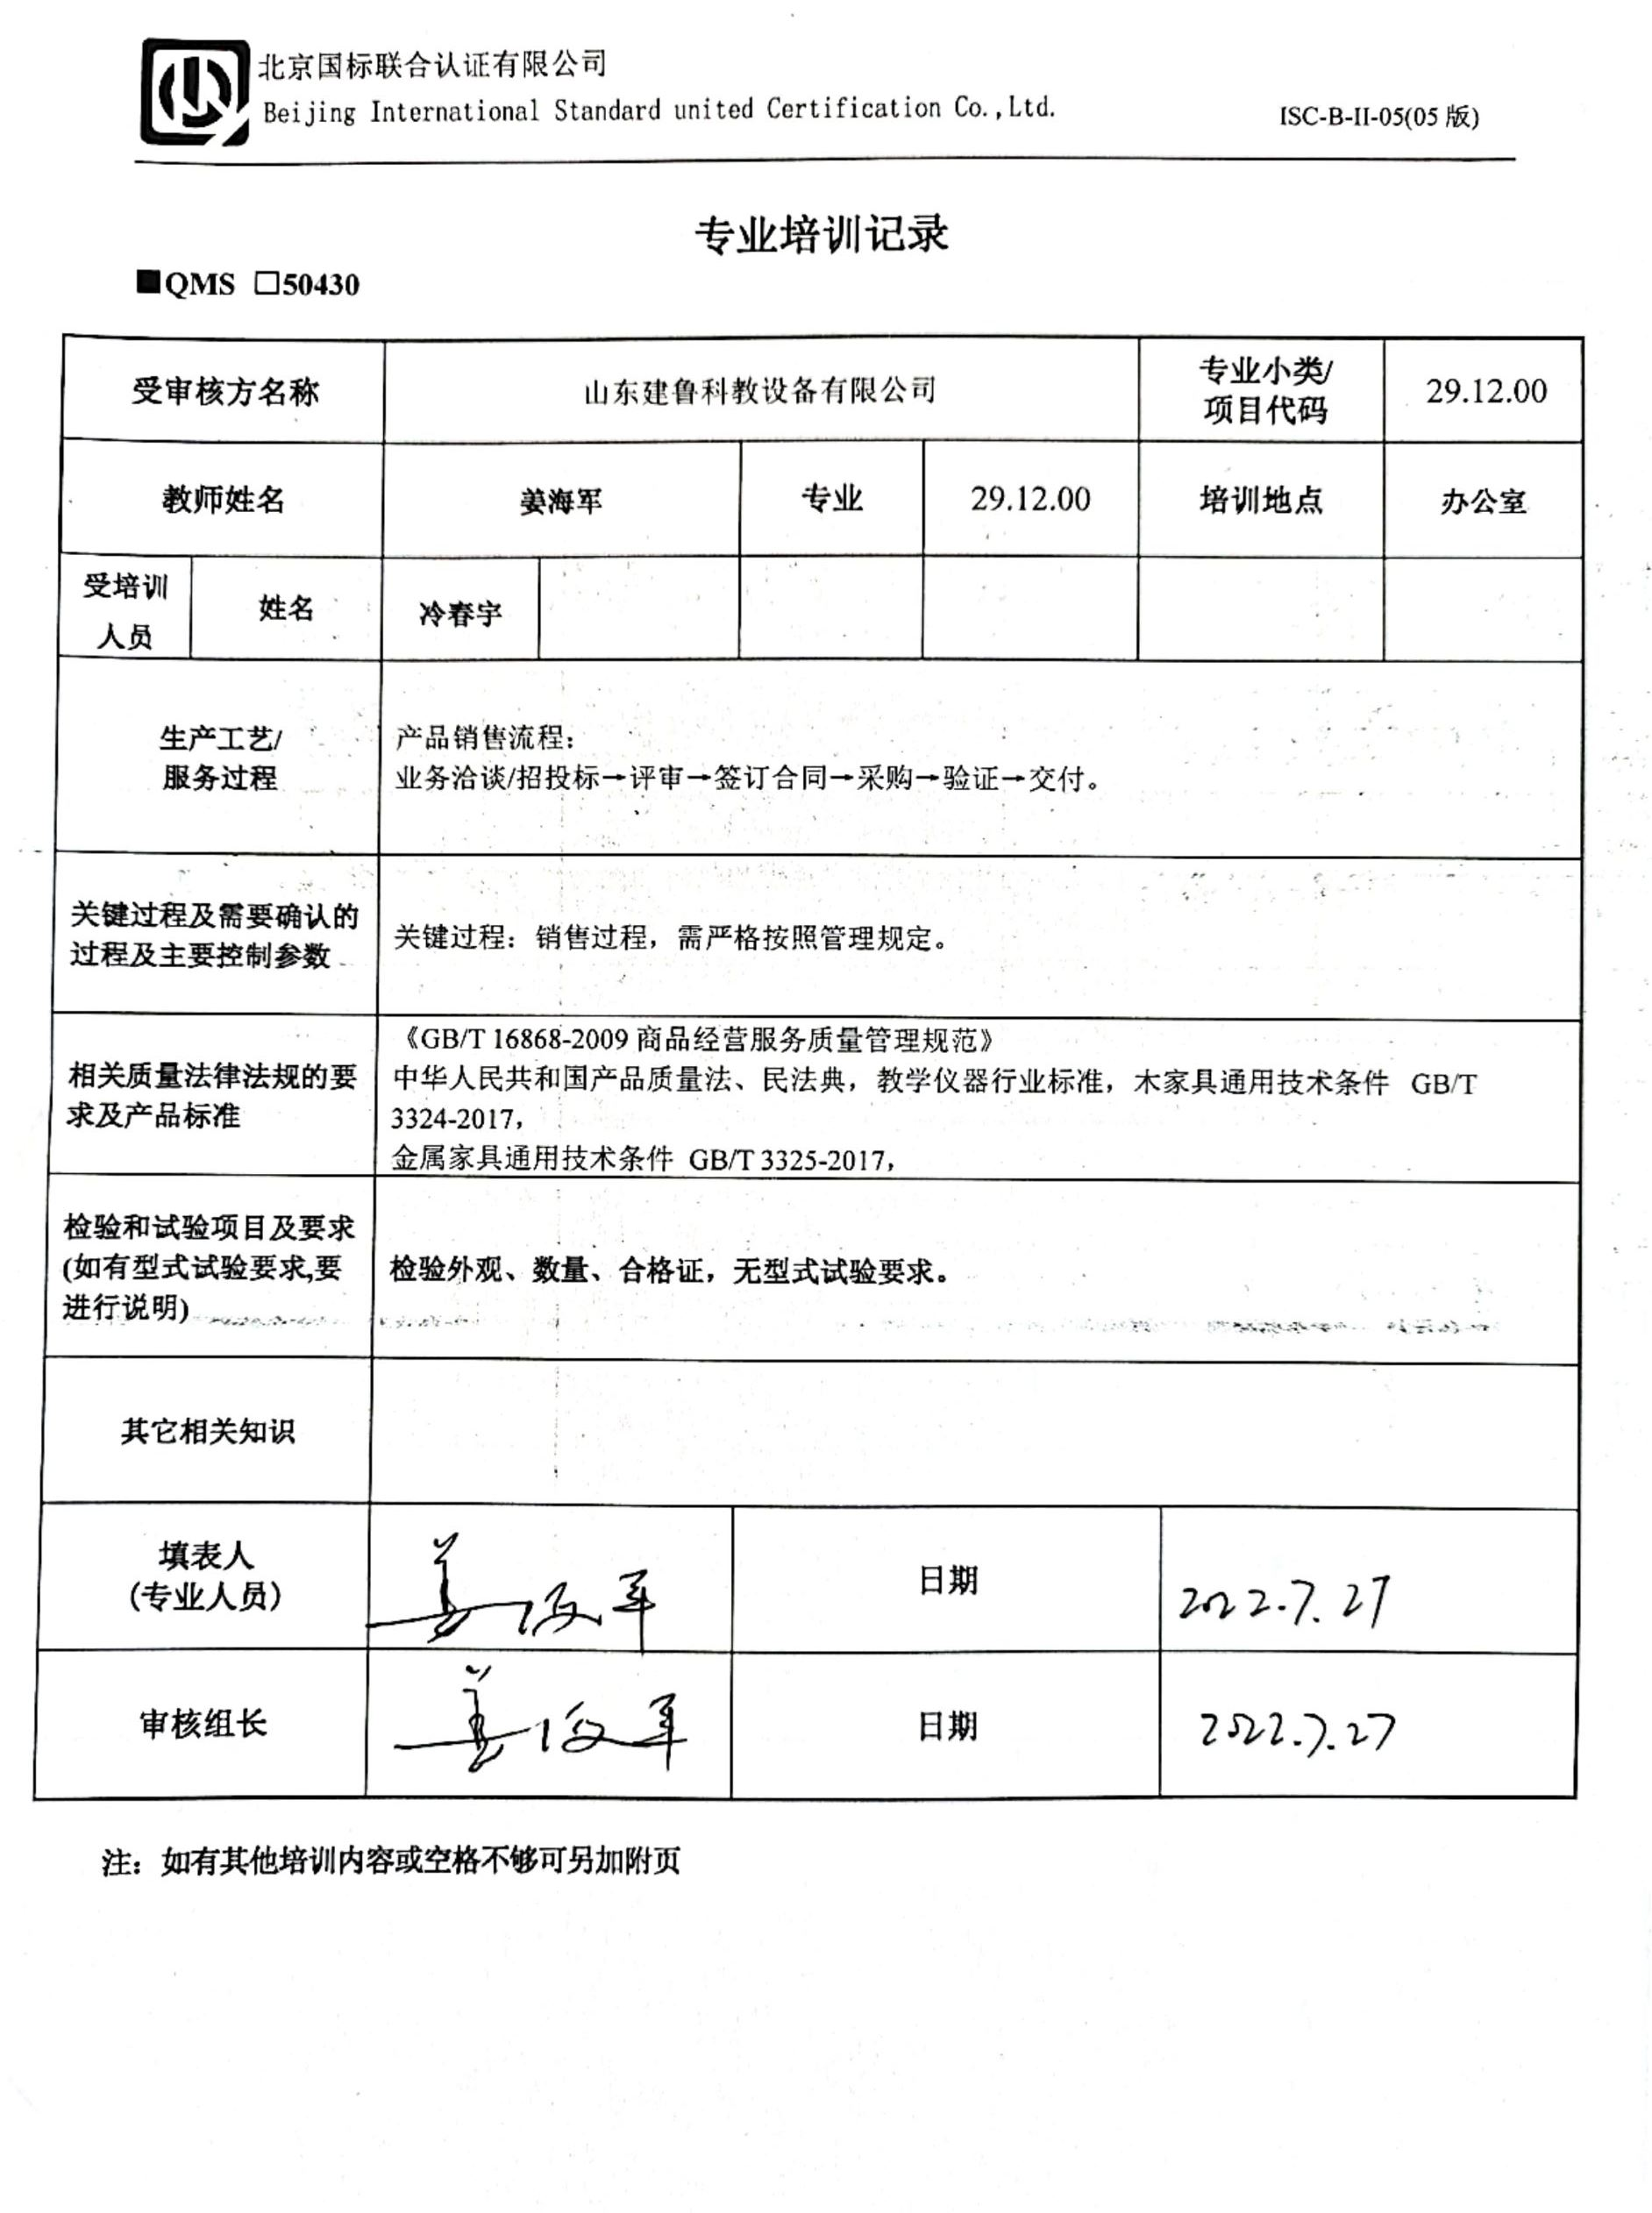 北京国标联合认证有限公司
Beijing International Standard united Certification Co.,Ltd.
ISC-B-II-05(05 版)
专业培训记录
■QMS □50430
受审核方名称
山东建鲁科教设备有限公司
专业小类/
项目代码
29.12.00
教师姓名
姜海军
专业
29.12.00
培训地点
办公室
受培训
人员
姓名
冷春宇
生产工艺/
服务过程
产品销售流程：
业务洽谈/招投标→评审→签订合同→采购→验证→交付。
关键过程及需要确认的
过程及主要控制参数
关键过程：销售过程，需严格按照管理规定。
相关质量法律法规的要
求及产品标准
《GB/T 16868-2009 商品经营服务质量管理规范》
中华人民共和国产品质量法、民法典，教学仪器行业标准，木家具通用技术条件 GB/T
3324-2017，
金属家具通用技术条件 GB/T 3325-2017，
检验和试验项目及要求
(如有型式试验要求,要
进行说明)
检验外观、数量、合格证，无型式试验要求。
其它相关知识
填表人
（专业人员）
姜海军
日期
2022.7.27
审核组长
姜海军
日期
2022.7.27
注：如有其他培训内容或空格不够可另加附页